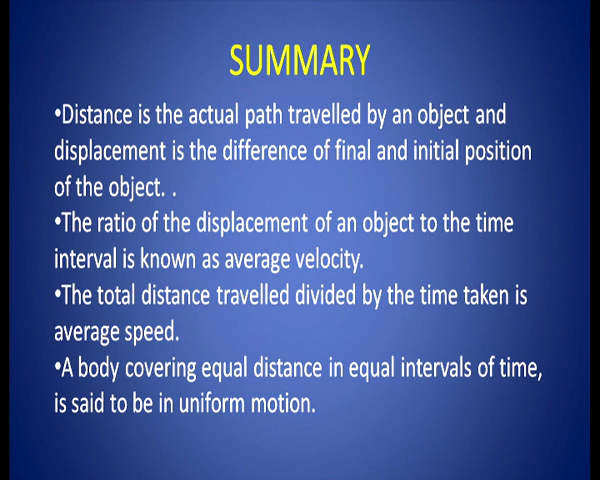 SUMMARY
•Distance is the actual path travelled by an object and
displacement is the difference of final and initial position
of the object. .
•The ratio of the displacement of an object to the time
interval is known as average velocity.
•The total distance travelled divided by the time taken is
average speed.
•A body covering equal distance in equal intervals of time,
is said to be in uniform motion.